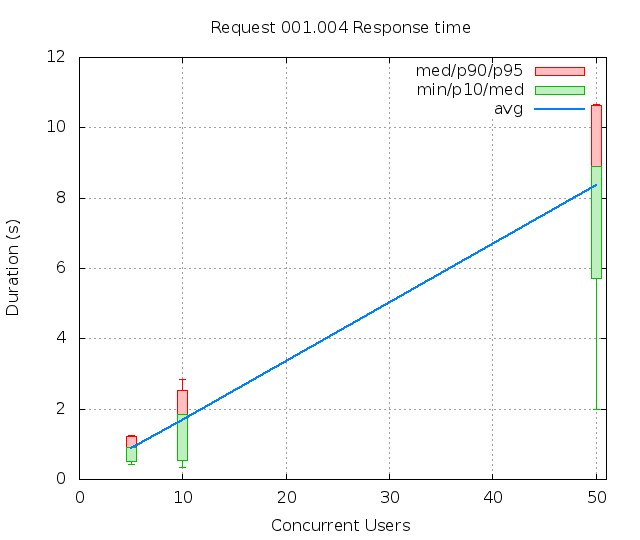 Request 001.004 Response time
med/p90/p95
min/p10/med
avg
12
10
8
6
4
2
0
Duration (s)
0 10 20 30 40 50
Concurrent Users